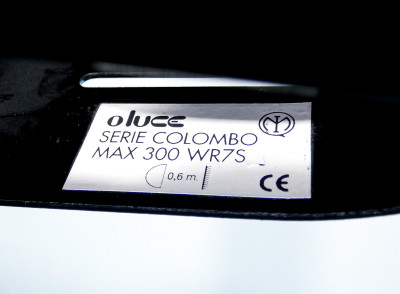 oluce
SERIE COLOMBO
MAX 300 WR7S
0,6 m.
CE